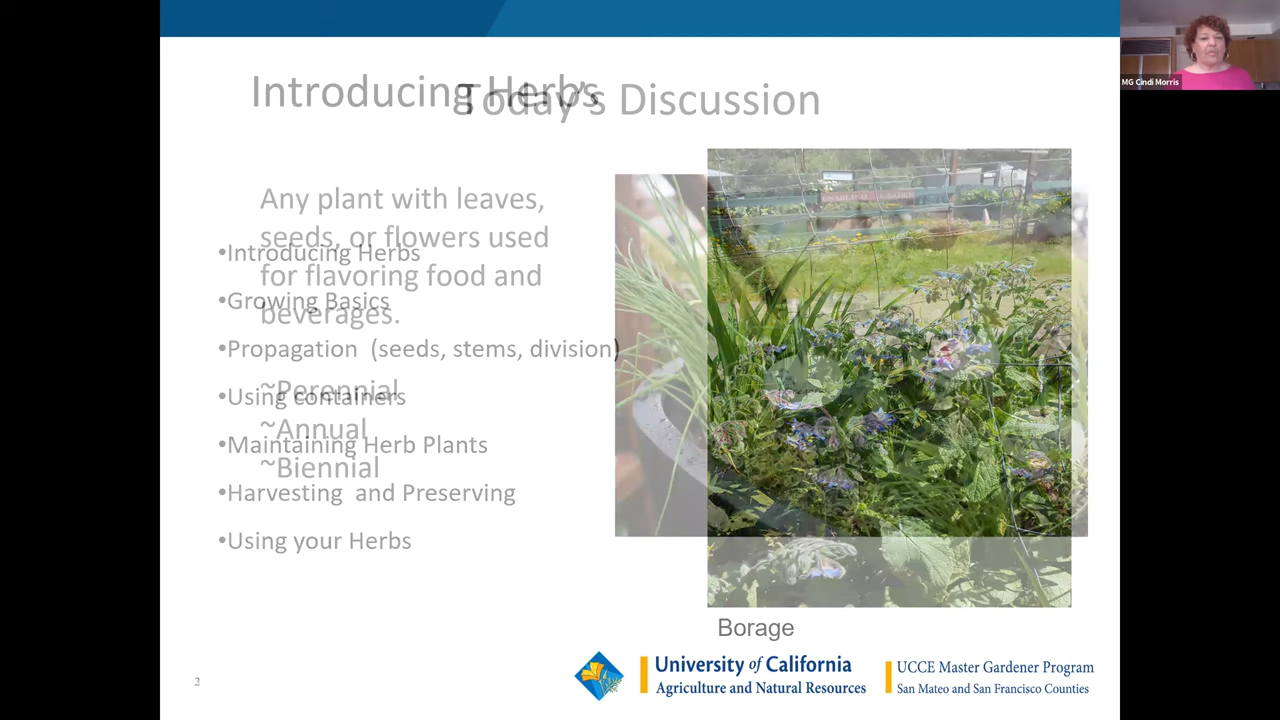 Introducing Herbs
Today's Discussion
MG Cindi Morris
Any plant with leaves,
seeds, or flowers used
for flavoring food and
beverages.
~Perennial
~Annual
~Biennial
•Introducing Herbs
•Growing Basics
•Propagation (seeds, stems, division)
•Using containers
•Maintaining Herb Plants
•Harvesting and Preserving
•Using your Herbs
Borage
University of California
Agriculture and Natural Resources
UCCE Master Gardener Program
San Mateo and San Francisco Counties